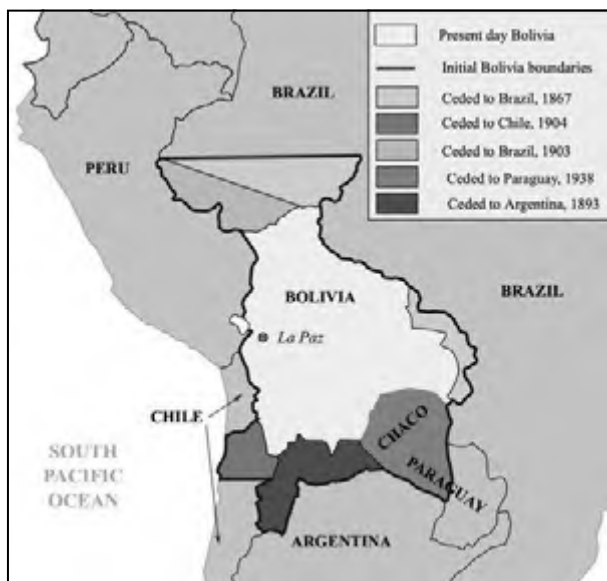 Present day Bolivia
Initial Bolivia boundaries
Ceded to Brazil, 1867
Ceded to Chile, 1904
Ceded to Brazil, 1903
Ceded to Paraguay, 1938
Ceded to Argentina, 1893
BRAZIL
PERU
BOLIVIA
BRAZIL
La Paz
CHILE
CHACO
PARAGUAY
SOUTH
PACIFIC
OCEAN
ARGENTINA